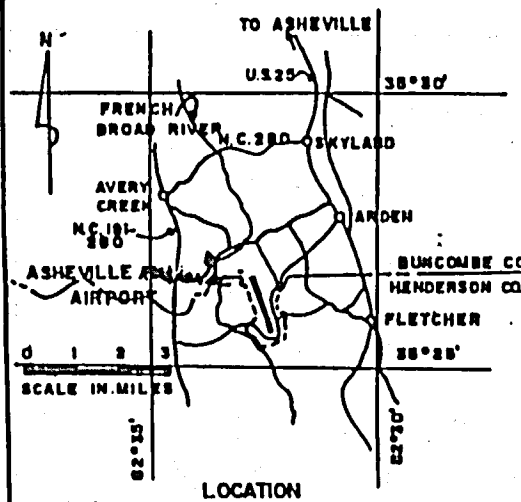 TO ASHEVILLE
N
U.S. 25
35°30'
FRENCH
BROAD RIVER
N.C. 280
SKYLAND
AVERY
CREEK
ARDEN
N.C. 191-
280
ASHEVILLE
AIRPORT
BUNCOMBE CO.
HENDERSON CO.
FLETCHER
0 1 2 3
SCALE IN MILES
35°25'
82°35'
82°30'
LOCATION